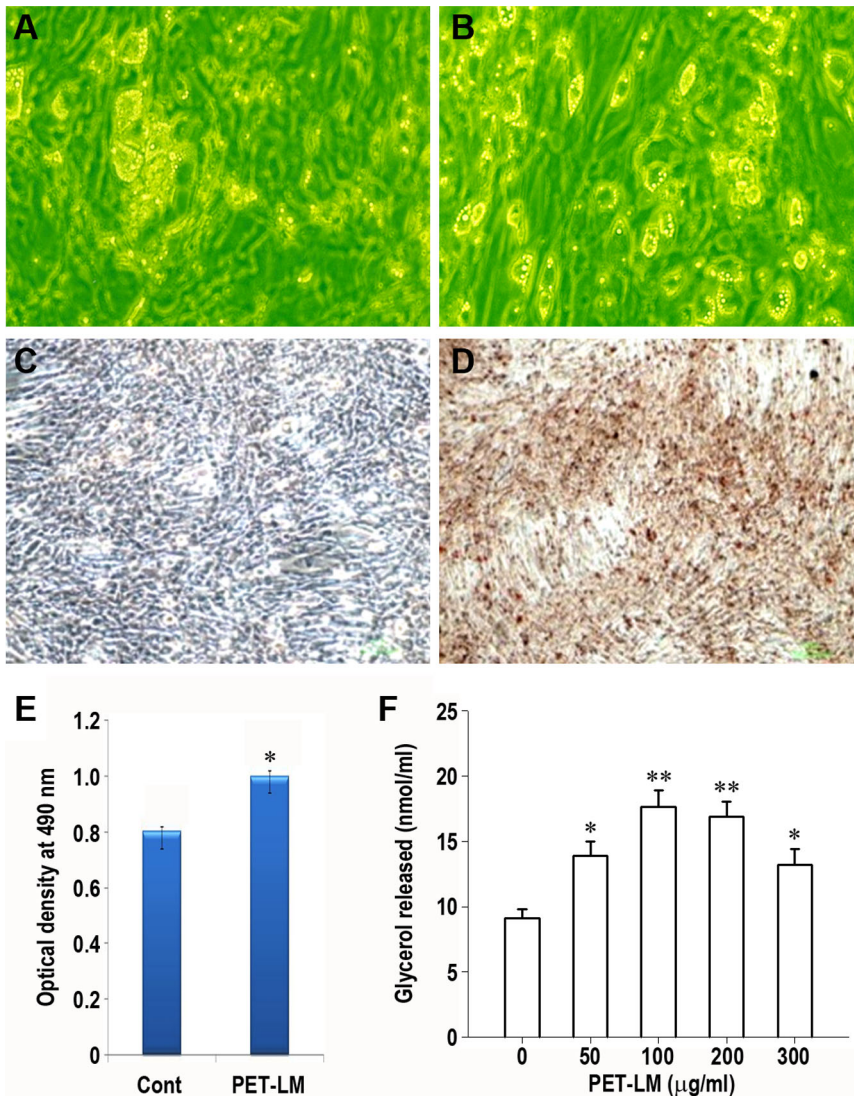 A
B
C
D
E
1.2
1.0
0.8
0.6
0.4
0.2
0
Optical density at 490 nm
*
Cont
PET-LM
F
25
20
15
10
5
0
Glycerol released (nmol/ml)
*
**
**
*
0 50 100 200 300
PET-LM (μg/ml)